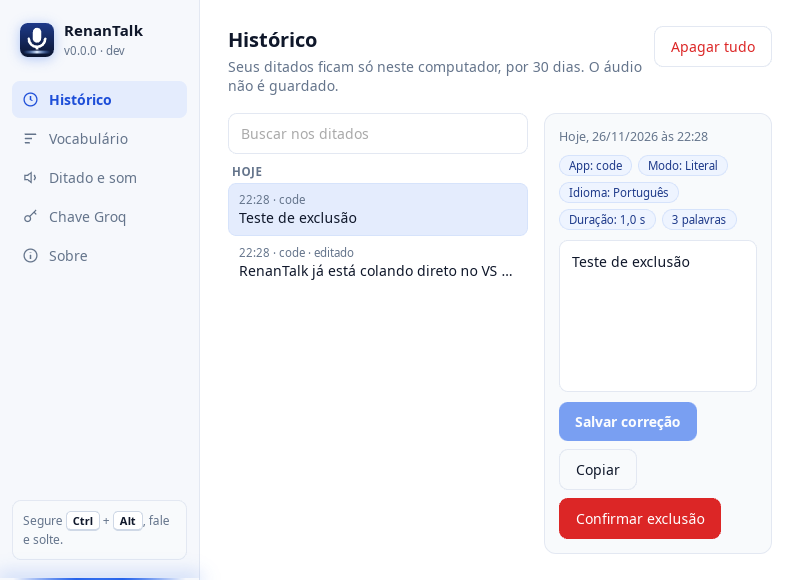 RenanTalk
v0.0.0 · dev
Histórico
Vocabulário
Ditado e som
Chave Groq
Sobre
Segure Ctrl + Alt, fale
e solte.
Histórico
Seus ditados ficam só neste computador, por 30 dias. O áudio
não é guardado.
Apagar tudo
Buscar nos ditados
HOJE
22:28 · code
Teste de exclusão
22:28 · code · editado
RenanTalk já está colando direto no VS ...
Hoje, 26/11/2026 às 22:28
App: code Modo: Literal
Idioma: Português
Duração: 1,0 s 3 palavras
Teste de exclusão
Salvar correção
Copiar
Confirmar exclusão